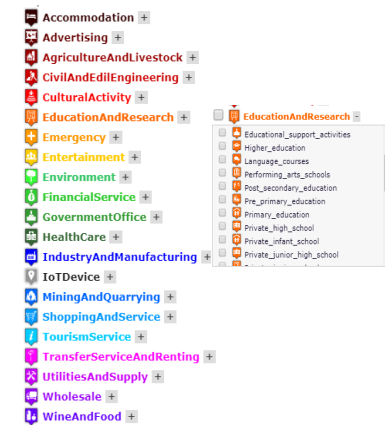 Accommodation +
Advertising +
AgricultureAndLivestock +
CivilAndEdilEngineering +
CulturalActivity +
EducationAndResearch +
Emergency +
Entertainment +
Environment +
FinancialService +
GovernmentOffice +
HealthCare +
IndustryAndManufacturing +
IoTDevice +
MiningAndQuarrying +
ShoppingAndService +
TourismService +
TransferServiceAndRenting +
UtilitiesAndSupply +
Wholesale +
WineAndFood +
EducationAndResearch -
Educational_support_activities
Higher_education
Language_courses
Performing_arts_schools
Post_secondary_education
Pre_primary_education
Primary_education
Private_high_school
Private_infant_school
Private_junior_high_school